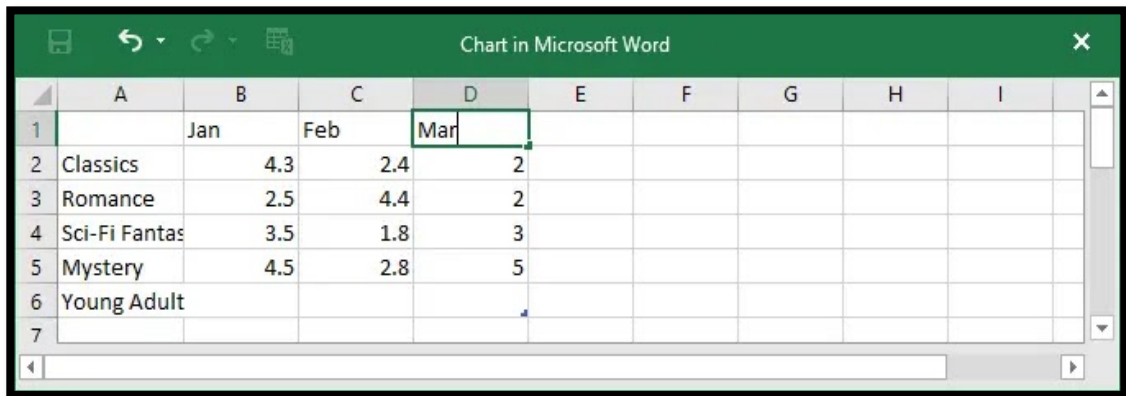 Chart in Microsoft Word
A B C D E F G H I
1 Jan Feb Mar
2 Classics 4.3 2.4 2
3 Romance 2.5 4.4 2
4 Sci-Fi Fantas 3.5 1.8 3
5 Mystery 4.5 2.8 5
6 Young Adult
7